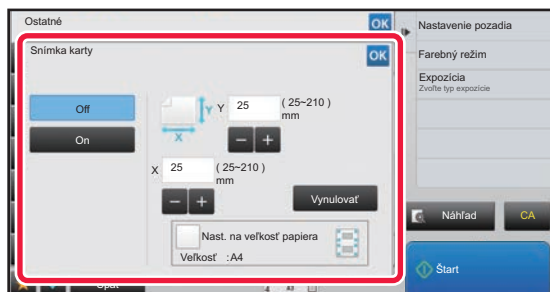 Ostatné
OK
Snímka karty
OK
Off
On
Y
Y
25
( 25~210 )
mm
X
X
25
( 25~210 )
mm
Vynulovať
Nast. na veľkosť papiera
Veľkosť :A4
Nastavenie pozadia
Farebný režim
Expozícia
Zvoľte typ expozície
Náhľad
CA
Štart